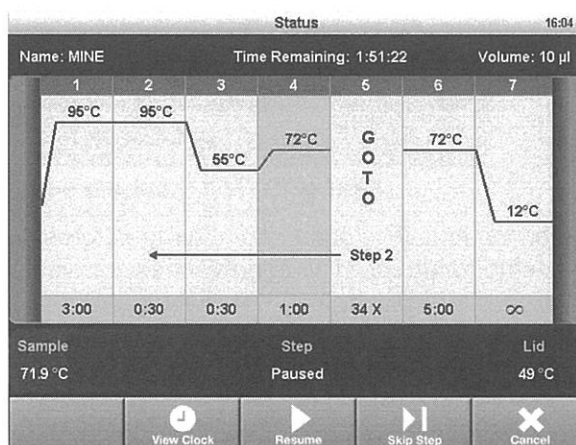 Status 16:04
Name: MINE Time Remaining: 1:51:22 Volume: 10 µl
1 2 3 4 5 6 7
95°C 95°C 55°C 72°C GOTO 72°C 12°C
Step 2
3:00 0:30 0:30 1:00 34 X 5:00 ∞
Sample Step Lid
71.9 °C Paused 49 °C
View Clock Resume Skip Step Cancel